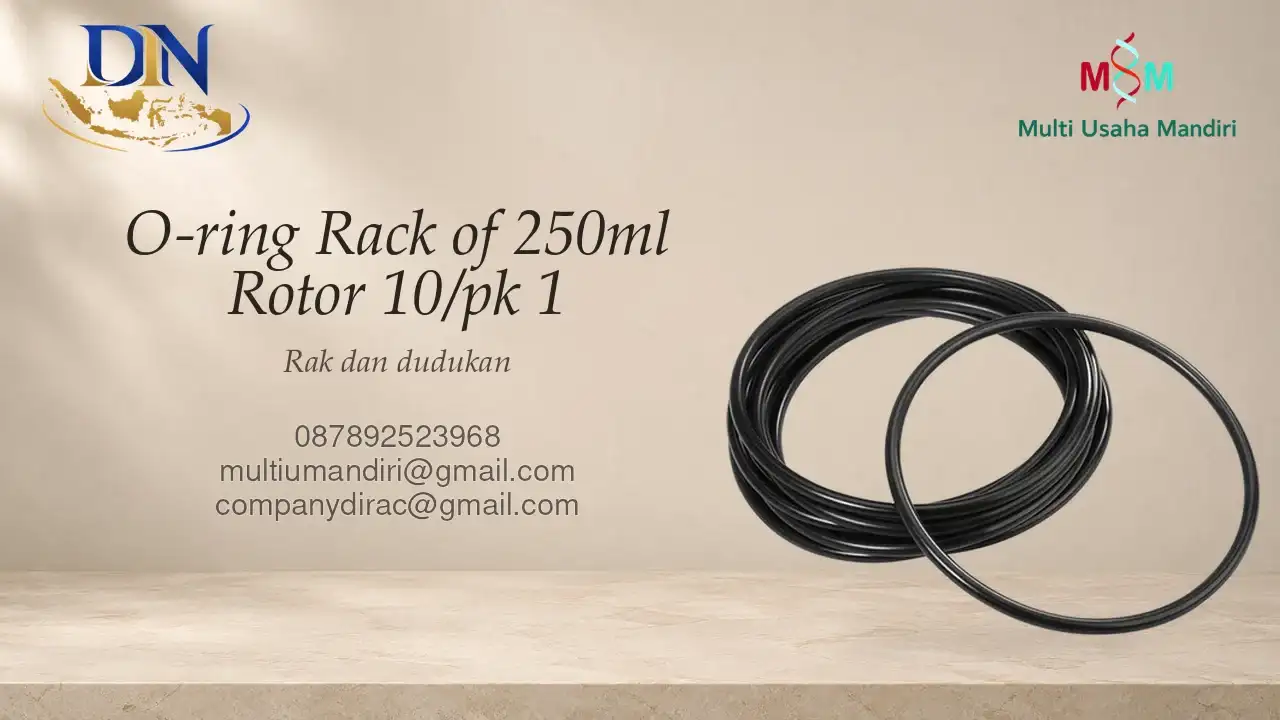 DN
M M
Multi Usaha Mandiri
O-ring Rack of 250ml
Rotor 10/pk 1
Rak dan dudukan
087892523968
multiumandiri@gmail.com
companydirac@gmail.com